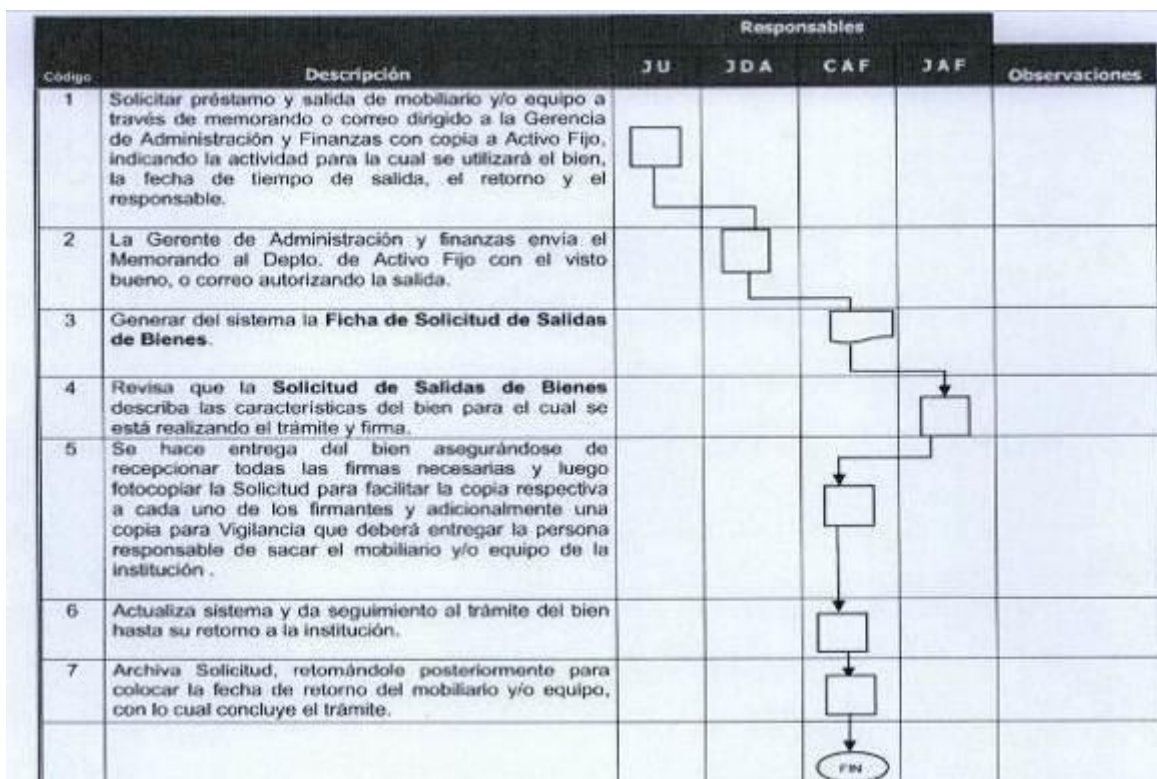 Responsables
Código Descripción J U J D A C A F J A F Observaciones
1 Solicitar préstamo y salida de mobiliario y/o equipo a
través de memorando o correo dirigido a la Gerencia
de Administración y Finanzas con copia a Activo Fijo,
indicando la actividad para la cual se utilizará el bien,
la fecha de tiempo de salida, el retorno y el
responsable.
2 La Gerente de Administración y finanzas envía el
Memorando al Depto. de Activo Fijo con el visto
bueno, o correo autorizando la salida.
3 Generar del sistema la Ficha de Solicitud de Salidas
de Bienes.
4 Revisa que la Solicitud de Salidas de Bienes
describa las características del bien para el cual se
está realizando el trámite y firma.
5 Se hace entrega del bien asegurándose de
recepcionar todas las firmas necesarias y luego
fotocopiar la Solicitud para facilitar la copia respectiva
a cada uno de los firmantes y adicionalmente una
copia para Vigilancia que deberá entregar la persona
responsable de sacar el mobiliario y/o equipo de la
institución .
6 Actualiza sistema y da seguimiento al trámite del bien
hasta su retorno a la institución.
7 Archiva Solicitud, retomándole posteriormente para
colocar la fecha de retorno del mobiliario y/o equipo,
con lo cual concluye el trámite.
FIN